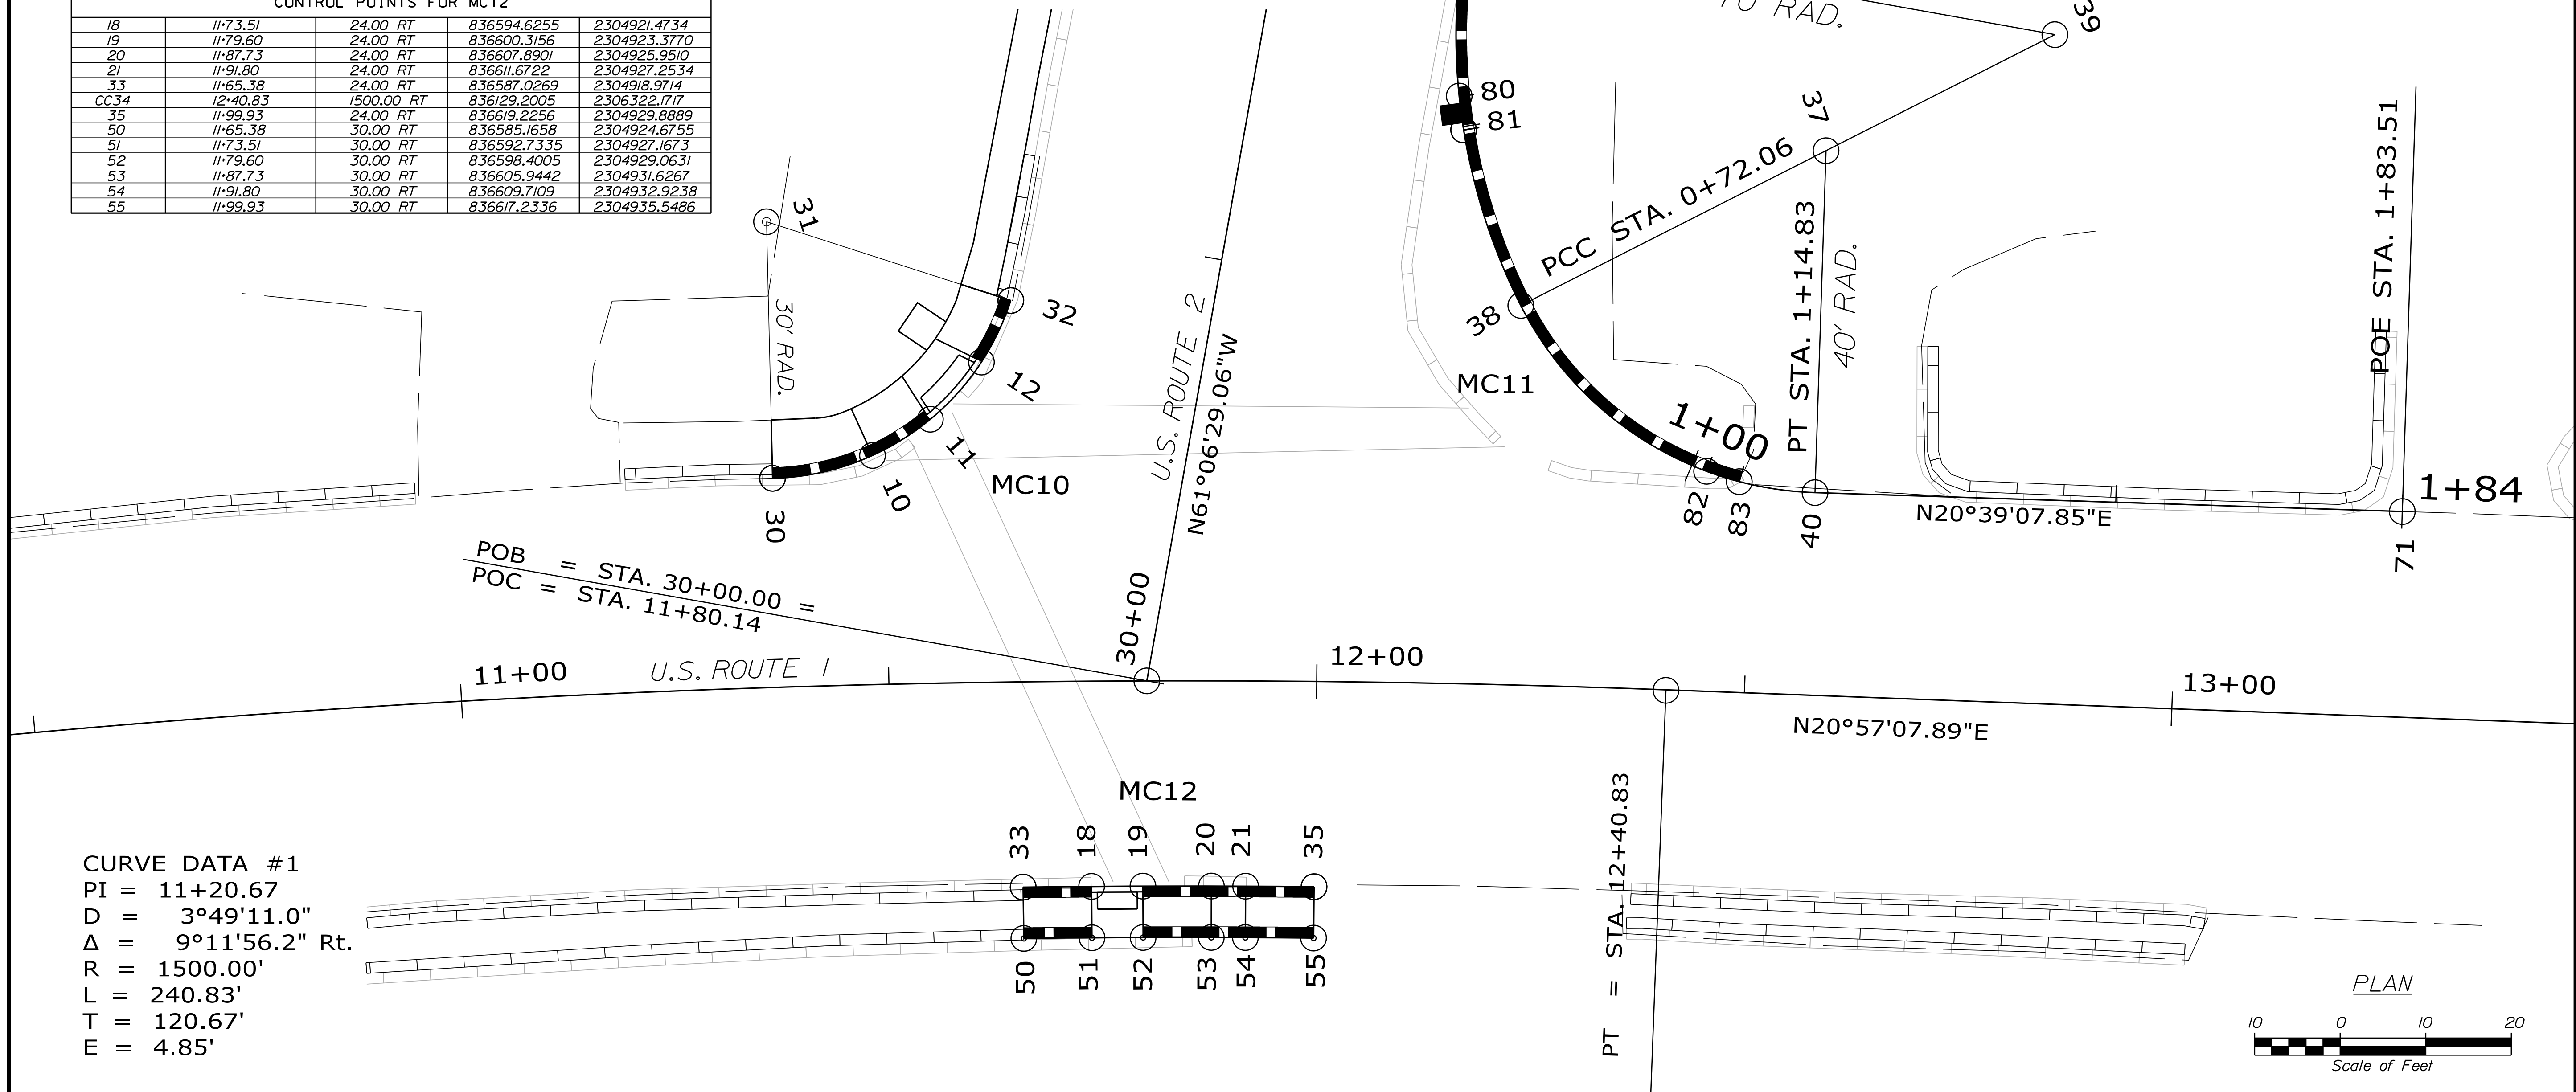 CONTROL POINTS FOR MC12
18 11+73.51 24.00 RT 836594.6255 2304921.4734
19 11+79.60 24.00 RT 836600.3156 2304923.3770
20 11+87.73 24.00 RT 836607.8901 2304925.9510
21 11+91.80 24.00 RT 836611.6722 2304927.2534
33 11+65.38 24.00 RT 836587.0269 2304918.9714
CC34 12+40.83 1500.00 RT 836129.2005 2306322.1717
35 11+99.93 24.00 RT 836619.2256 2304929.8889
50 11+65.38 30.00 RT 836585.1658 2304924.6755
51 11+73.51 30.00 RT 836592.7335 2304927.1673
52 11+79.60 30.00 RT 836598.4005 2304929.0631
53 11+87.73 30.00 RT 836605.9442 2304931.6267
54 11+91.80 30.00 RT 836609.7109 2304932.9238
55 11+99.93 30.00 RT 836617.2336 2304935.5486
RAD.
39
80
81
37
31
32
30' RAD.
12
11
10
30
MC10
U.S. ROUTE 2
N61°06'29.06"W
PCC STA. 0+72.06
38
MC11
1+00
PT STA. 1+14.83
40' RAD.
82
83
40
N20°39'07.85"E
POE STA. 1+83.51
1+84
71
POB = STA. 30+00.00 =
POC = STA. 11+80.14
30+00
11+00
U.S. ROUTE 1
12+00
13+00
N20°57'07.89"E
PT = STA. 12+40.83
MC12
33
18
19
20
21
35
50
51
52
53
54
55
CURVE DATA #1
PI = 11+20.67
D = 3°49'11.0"
Δ = 9°11'56.2" Rt.
R = 1500.00'
L = 240.83'
T = 120.67'
E = 4.85'
PLAN
10 0 10 20
Scale of Feet